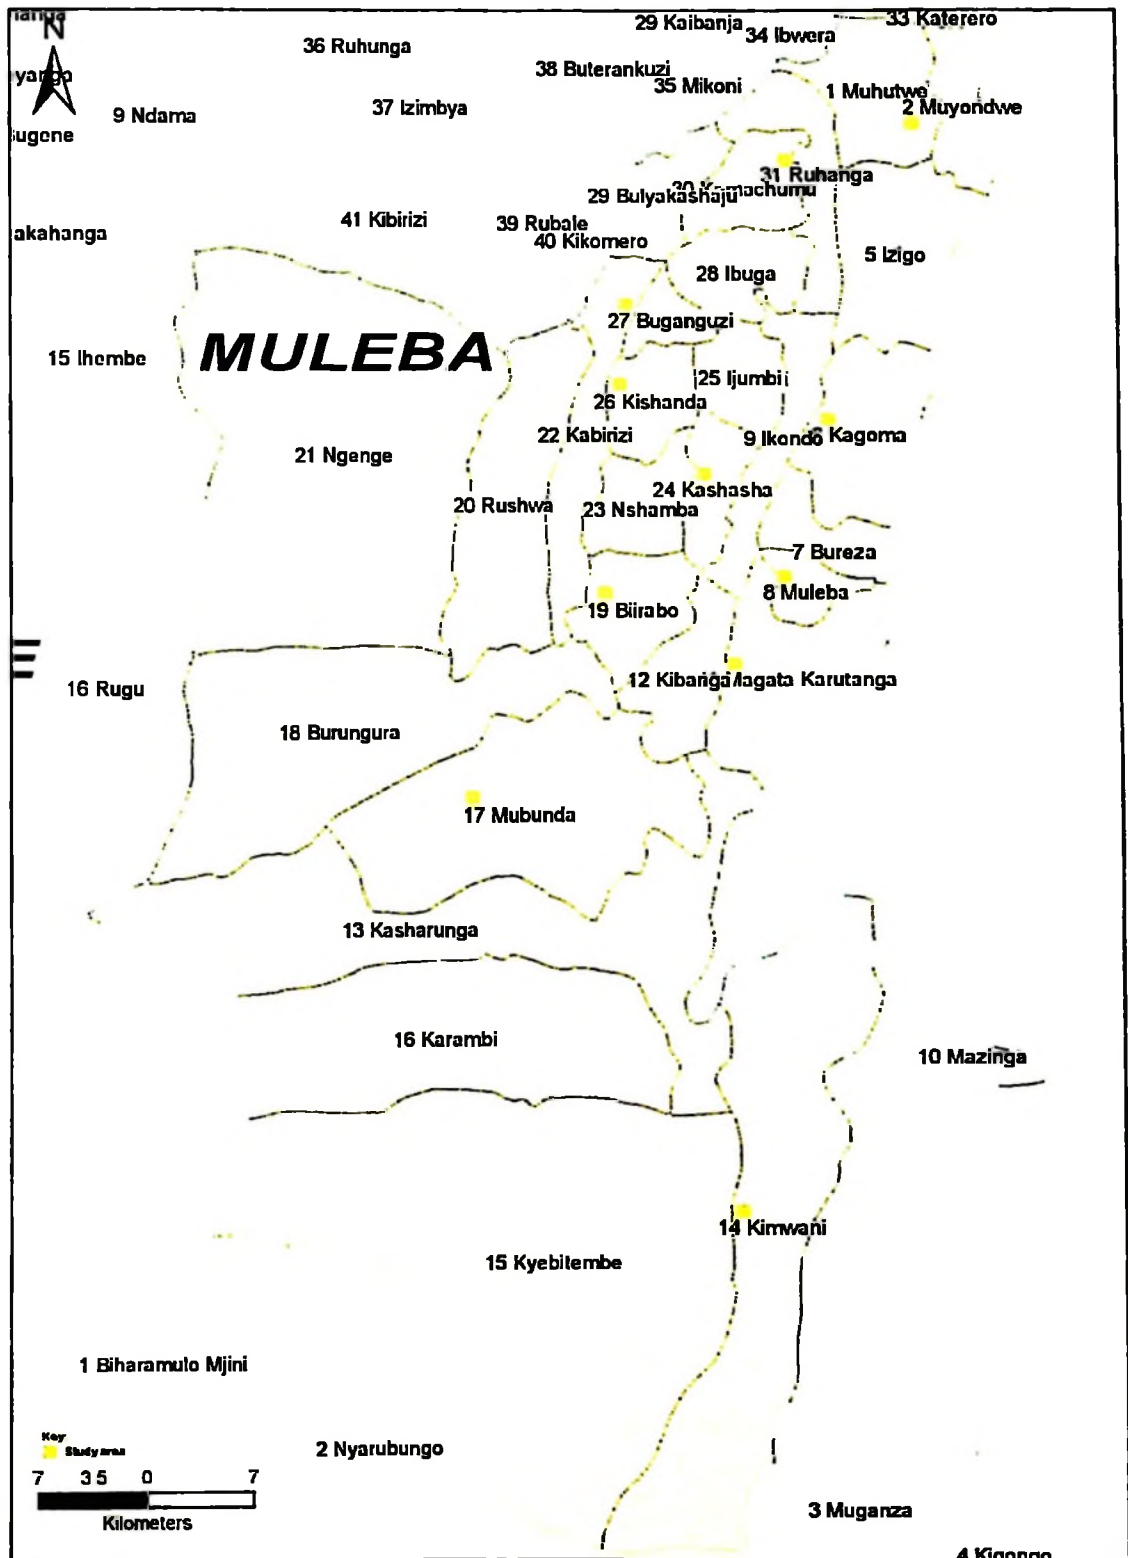 N
29 Kaibanja
34 Ibwera
33 Katerero
36 Ruhunga
38 Buterankuzi
35 Mikoni
1 Muhutwe
2 Muyondwe
9 Ndama
37 Izimbya
31 Ruhanga
29 Bulyakashaju
41 Kibirizi
39 Rubale
40 Kikomero
akahanga
5 Izigo
28 Ibuga
27 Buganguzi
MULEBA
15 Ihembe
25 Ijumbi
26 Kishanda
22 Kabirizi
9 Ikondo
6 Kagoma
21 Ngenge
24 Kashasha
20 Rushwa
23 Nshamba
7 Bureza
8 Muleba
19 Biirabo
E
12 Kibanga
Karutanga
16 Rugu
18 Burungura
17 Mubunda
13 Kasharunga
16 Karambi
10 Mazinga
14 Kimwani
15 Kyebitembe
1 Biharamulo Mjini
Key
Study area
2 Nyarubungo
7 3 5 0 7
Kilometers
3 Muganza
4 Kigongo